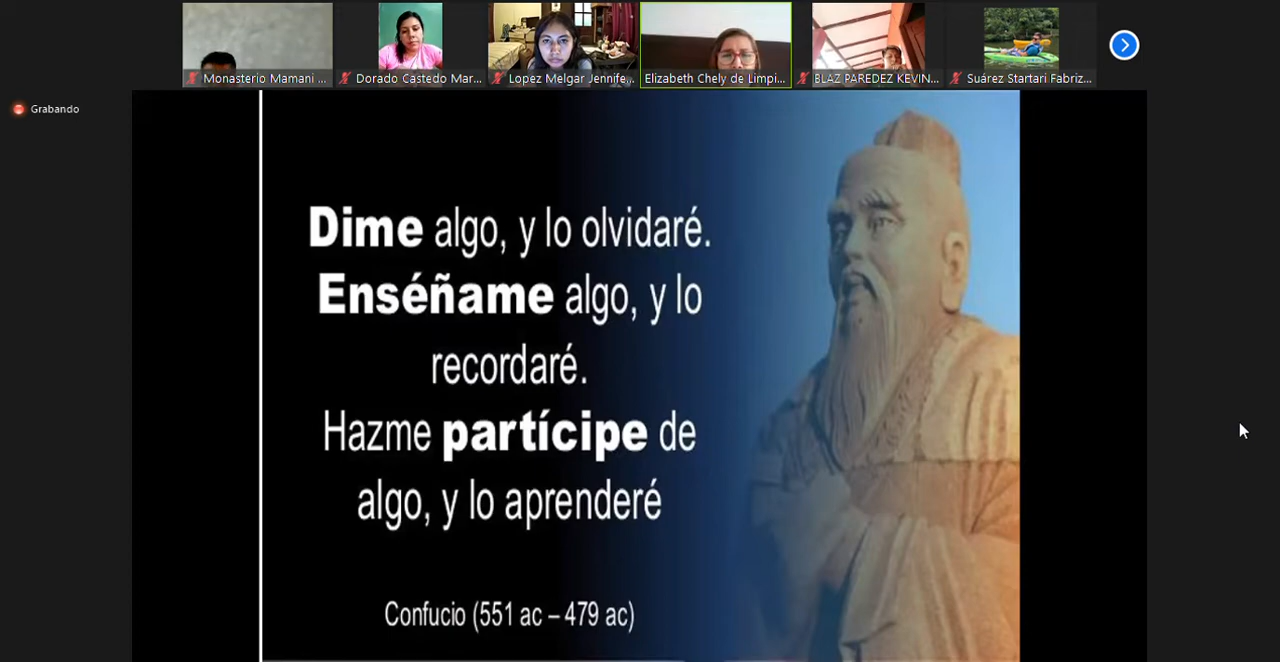 Monasterio Mamani ...
Dorado Castedo Mar...
Lopez Melgar Jennife...
Elizabeth Chely de Limpi...
BLAZ PAREDEZ KEVIN...
Suárez Startari Fabriz...
Grabando
Dime algo, y lo olvidaré.
Enséñame algo, y lo
recordaré.
Hazme partícipe de
algo, y lo aprenderé
Confucio (551 ac – 479 ac)